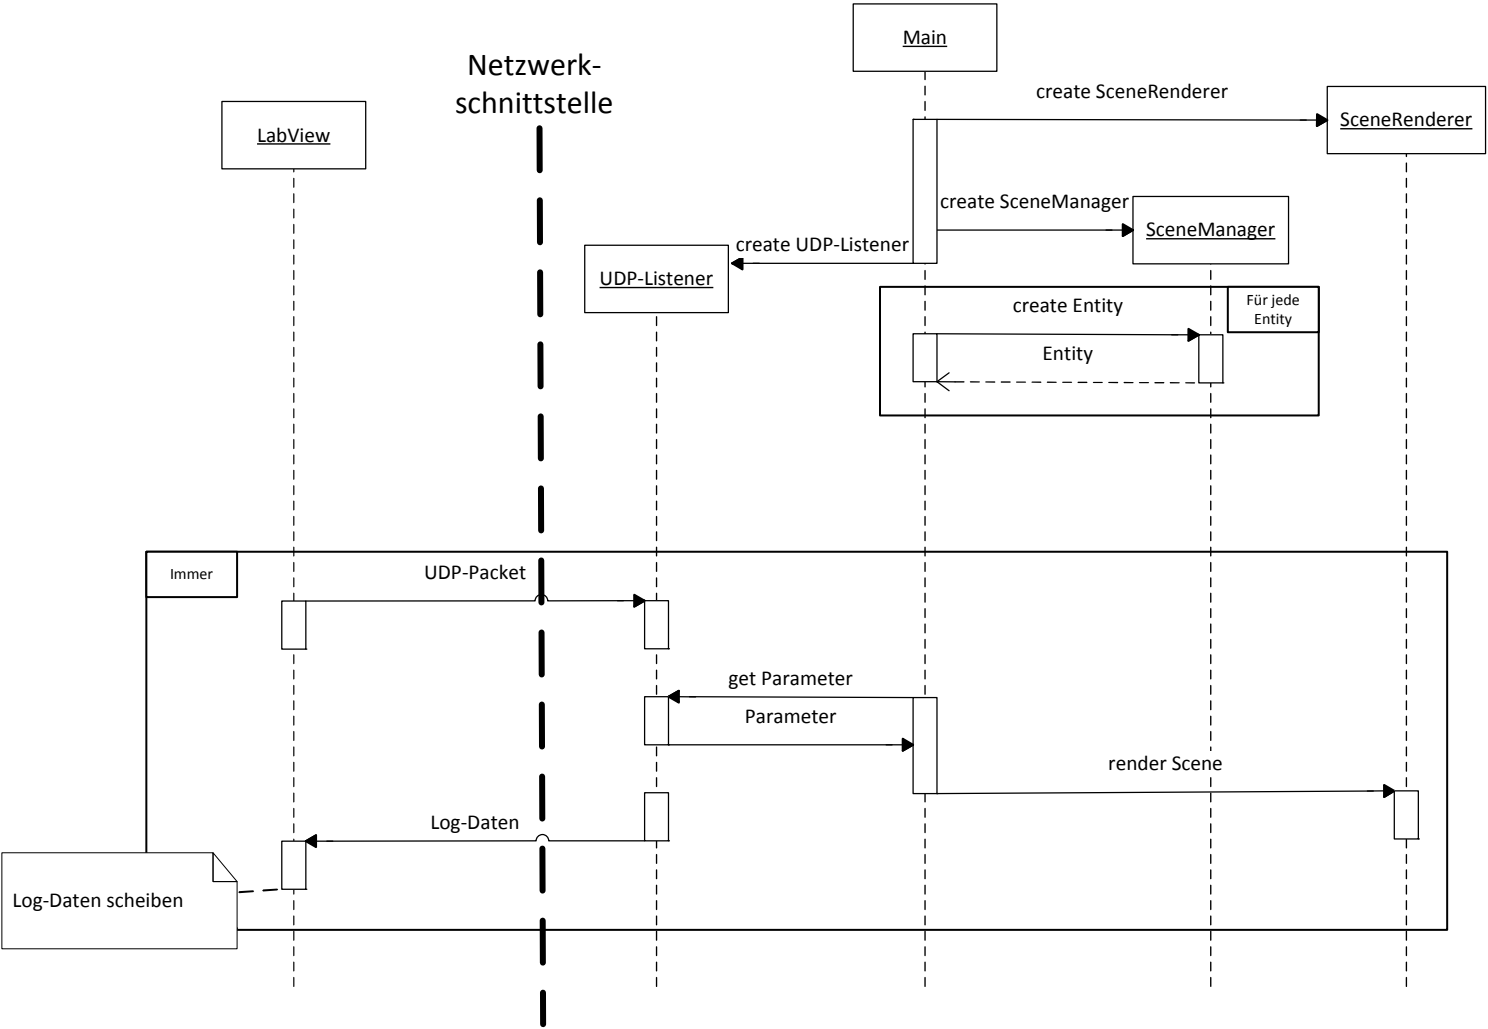 Main
Netzwerk-
schnittstelle
create SceneRenderer
SceneRenderer
LabView
create SceneManager
SceneManager
create UDP-Listener
UDP-Listener
Für jede
Entity
create Entity
Entity
Immer
UDP-Packet
get Parameter
Parameter
render Scene
Log-Daten
Log-Daten scheiben